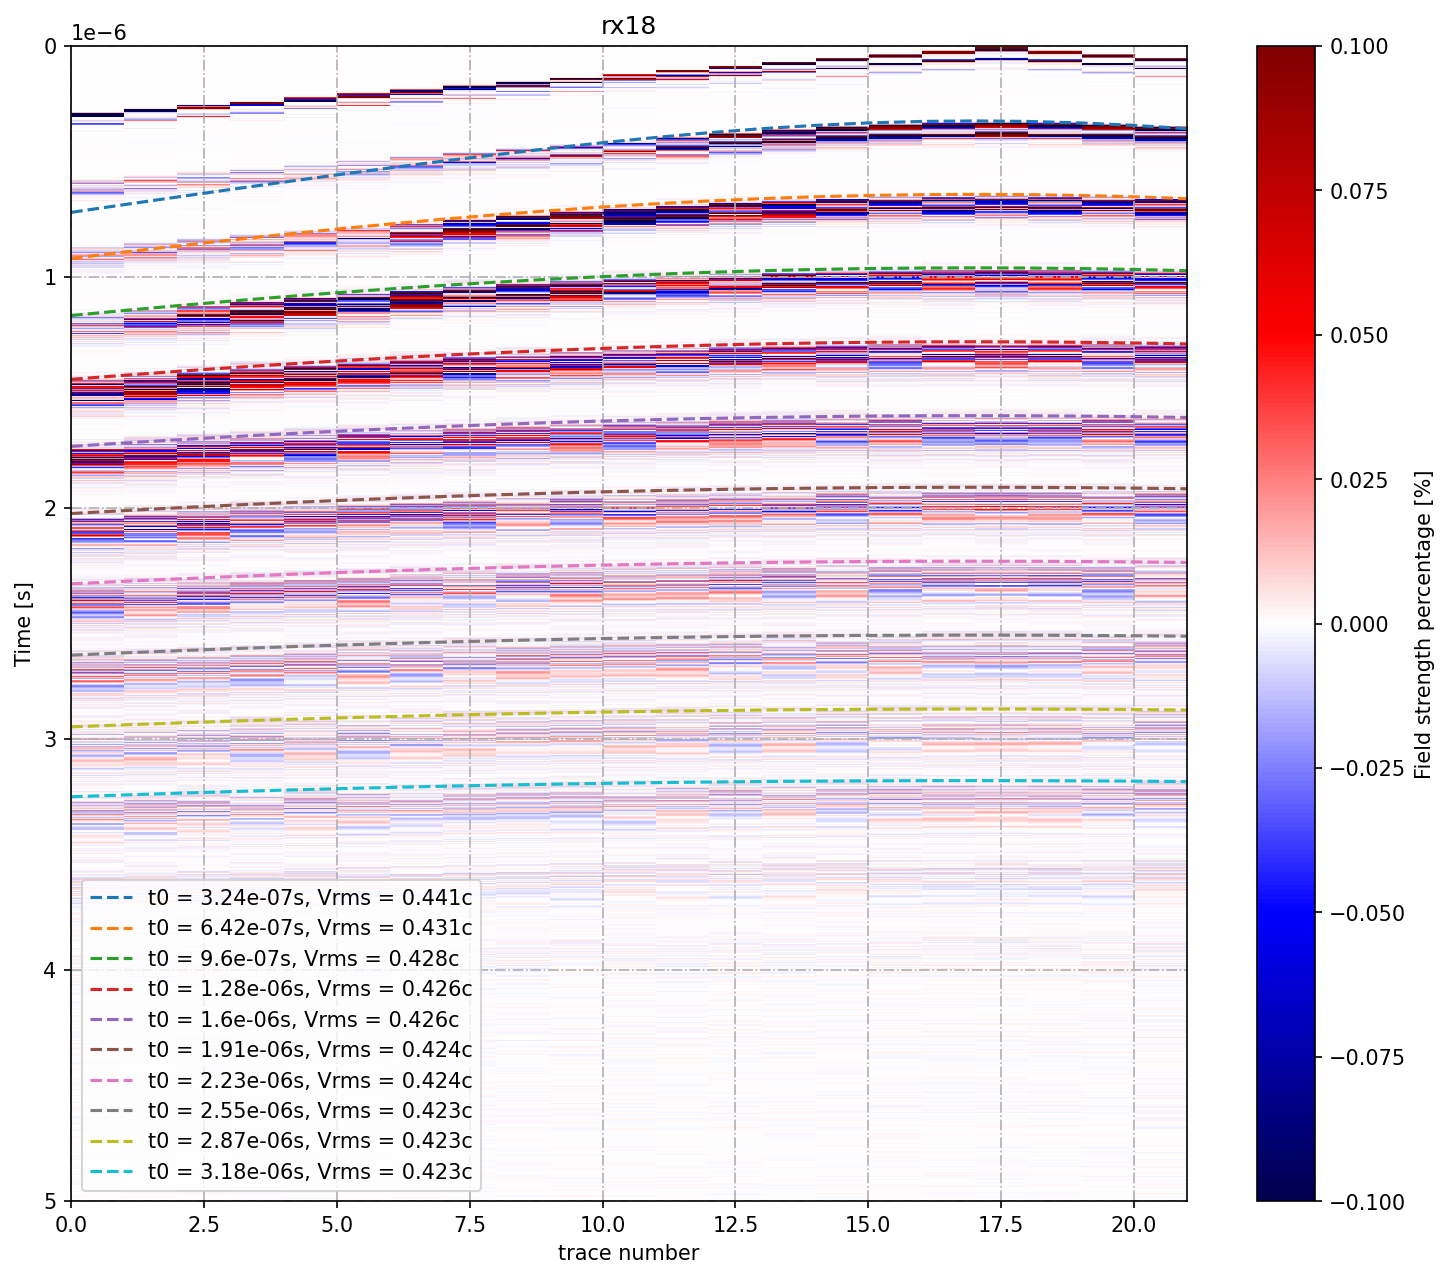 rx18
1e−6
0
1
2
3
4
5
Time [s]
t0 = 3.24e-07s, Vrms = 0.441c
t0 = 6.42e-07s, Vrms = 0.431c
t0 = 9.6e-07s, Vrms = 0.428c
t0 = 1.28e-06s, Vrms = 0.426c
t0 = 1.6e-06s, Vrms = 0.426c
t0 = 1.91e-06s, Vrms = 0.424c
t0 = 2.23e-06s, Vrms = 0.424c
t0 = 2.55e-06s, Vrms = 0.423c
t0 = 2.87e-06s, Vrms = 0.423c
t0 = 3.18e-06s, Vrms = 0.423c
0.0 2.5 5.0 7.5 10.0 12.5 15.0 17.5 20.0
trace number
0.100
0.075
0.050
0.025
0.000
−0.025
−0.050
−0.075
−0.100
Field strength percentage [%]